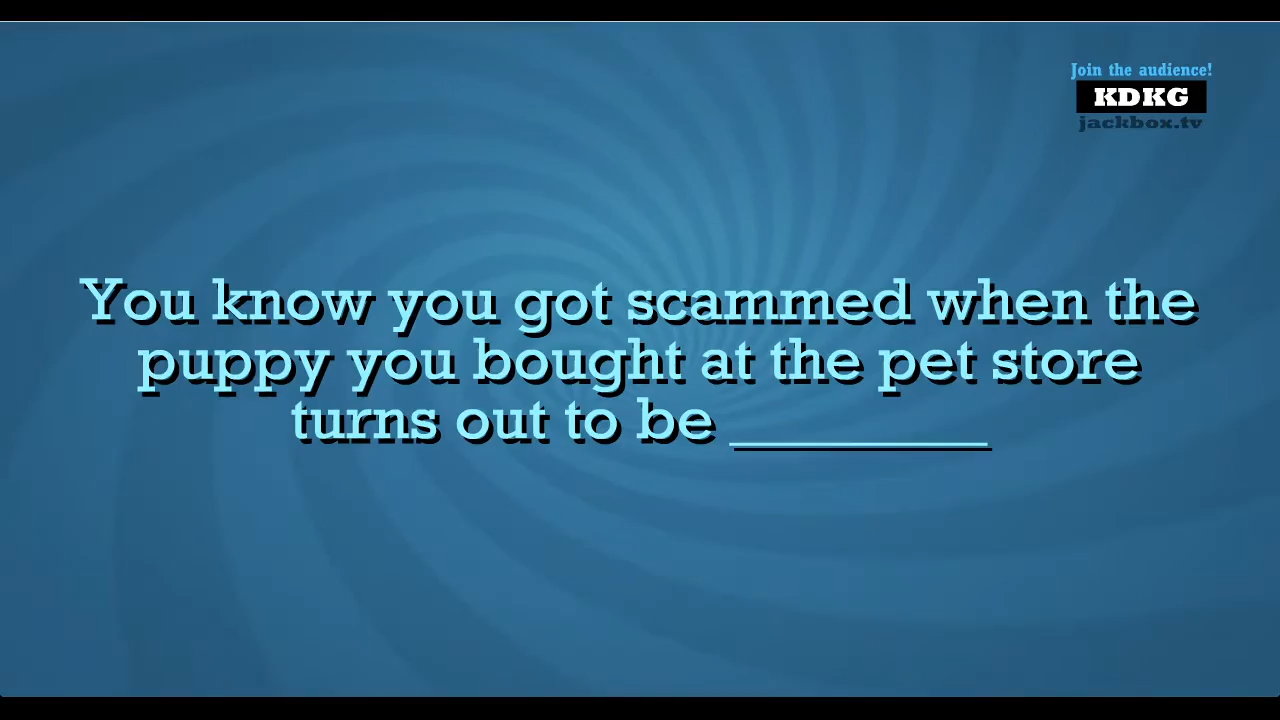 Join the audience!
KDKG
jackbox.tv
You know you got scammed when the
puppy you bought at the pet store
turns out to be _________